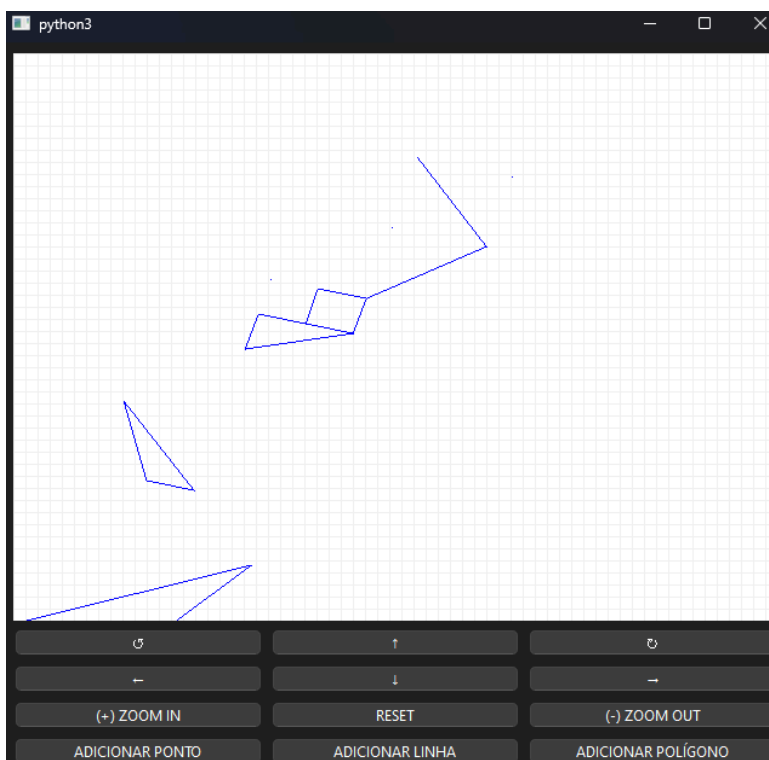 python3
↺ ↑ ↻
← ↓ →
(+) ZOOM IN RESET (-) ZOOM OUT
ADICIONAR PONTO ADICIONAR LINHA ADICIONAR POLÍGONO